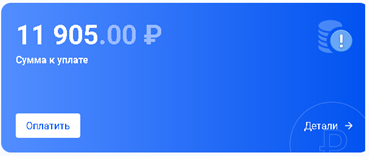 11 905.00 ₽
Сумма к уплате
Оплатить
Детали →